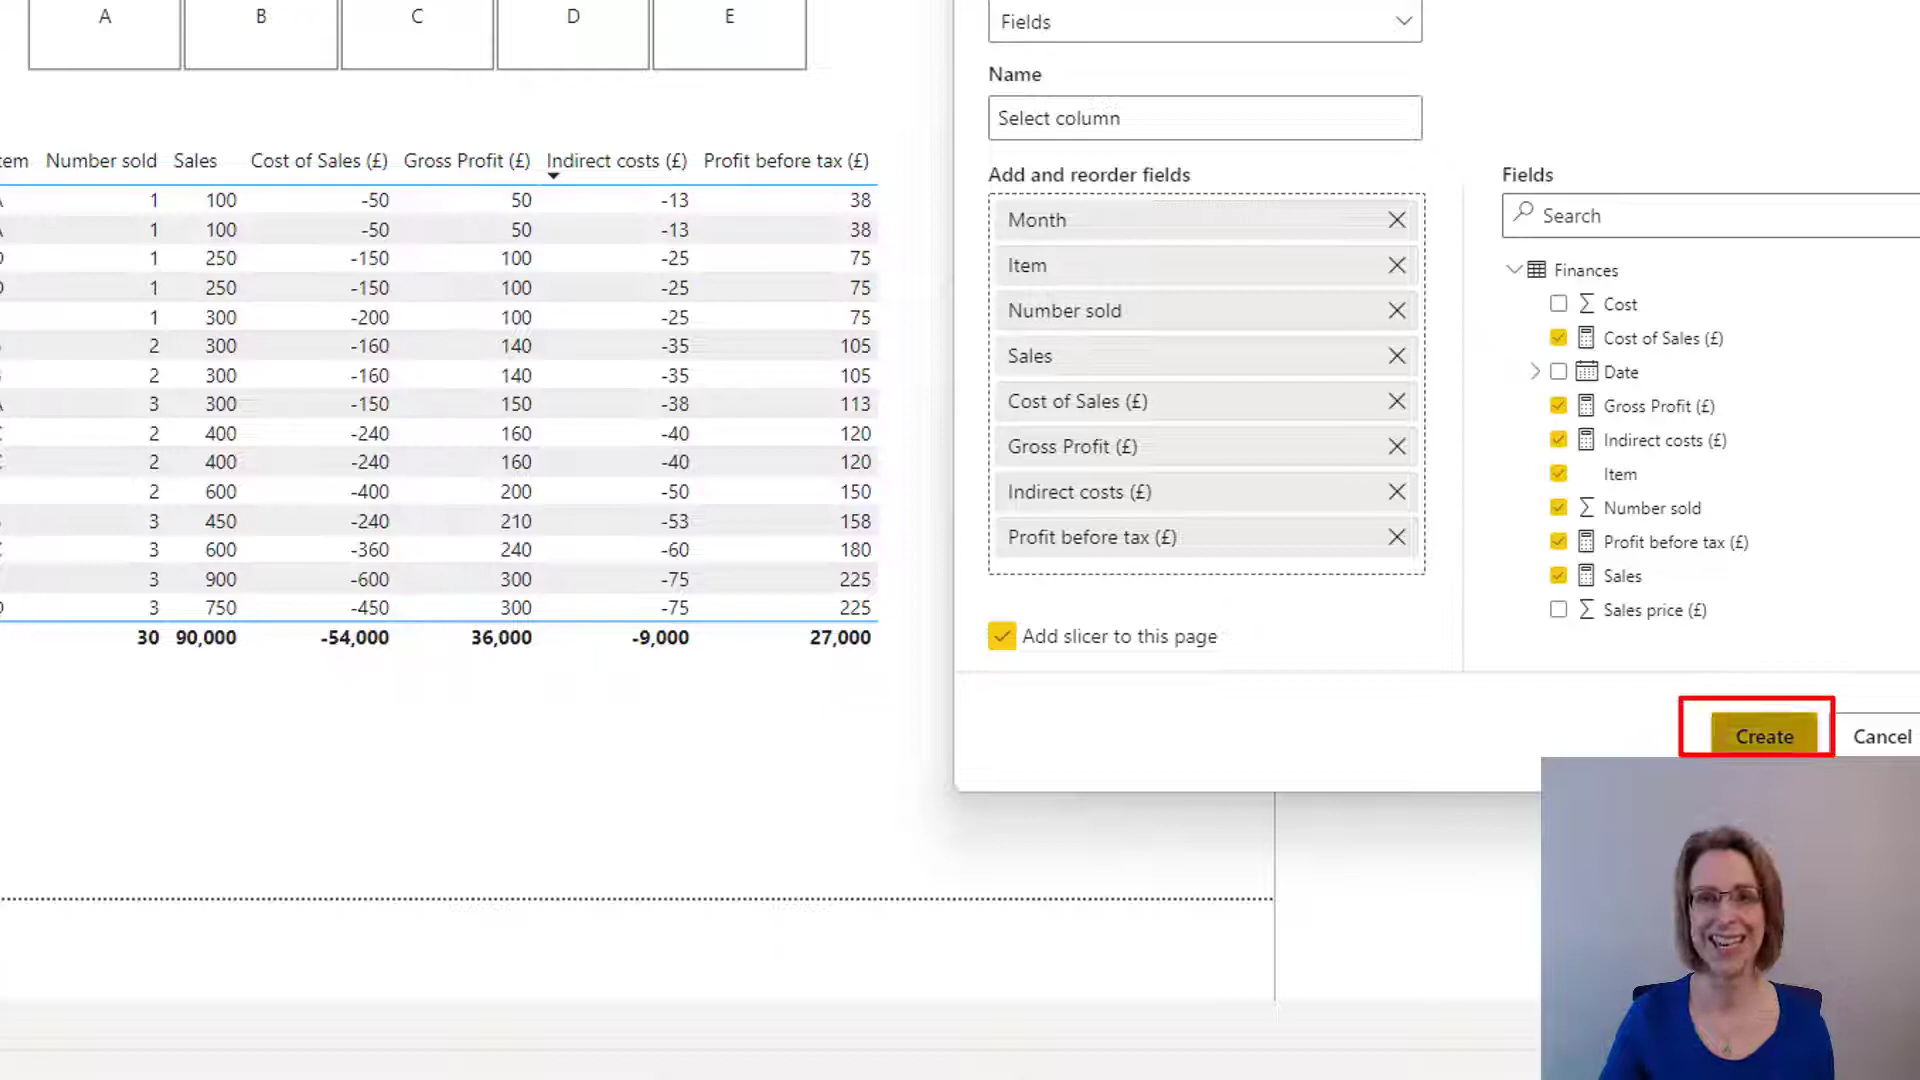 A B C D E
Fields
Name
Select column
Add and reorder fields
Month
Item
Number sold
Sales
Cost of Sales (£)
Gross Profit (£)
Indirect costs (£)
Profit before tax (£)
Add slicer to this page
Fields
Search
Finances
Cost
Cost of Sales (£)
Date
Gross Profit (£)
Indirect costs (£)
Item
Number sold
Profit before tax (£)
Sales
Sales price (£)
Create
Cancel
tem Number sold Sales Cost of Sales (£) Gross Profit (£) Indirect costs (£) Profit before tax (£)
A 1 100 -50 50 -13 38
A 1 100 -50 50 -13 38
D 1 250 -150 100 -25 75
D 1 250 -150 100 -25 75
1 300 -200 100 -25 75
2 300 -160 140 -35 105
2 300 -160 140 -35 105
A 3 300 -150 150 -38 113
C 2 400 -240 160 -40 120
C 2 400 -240 160 -40 120
2 600 -400 200 -50 150
3 450 -240 210 -53 158
C 3 600 -360 240 -60 180
3 900 -600 300 -75 225
D 3 750 -450 300 -75 225
30 90,000 -54,000 36,000 -9,000 27,000